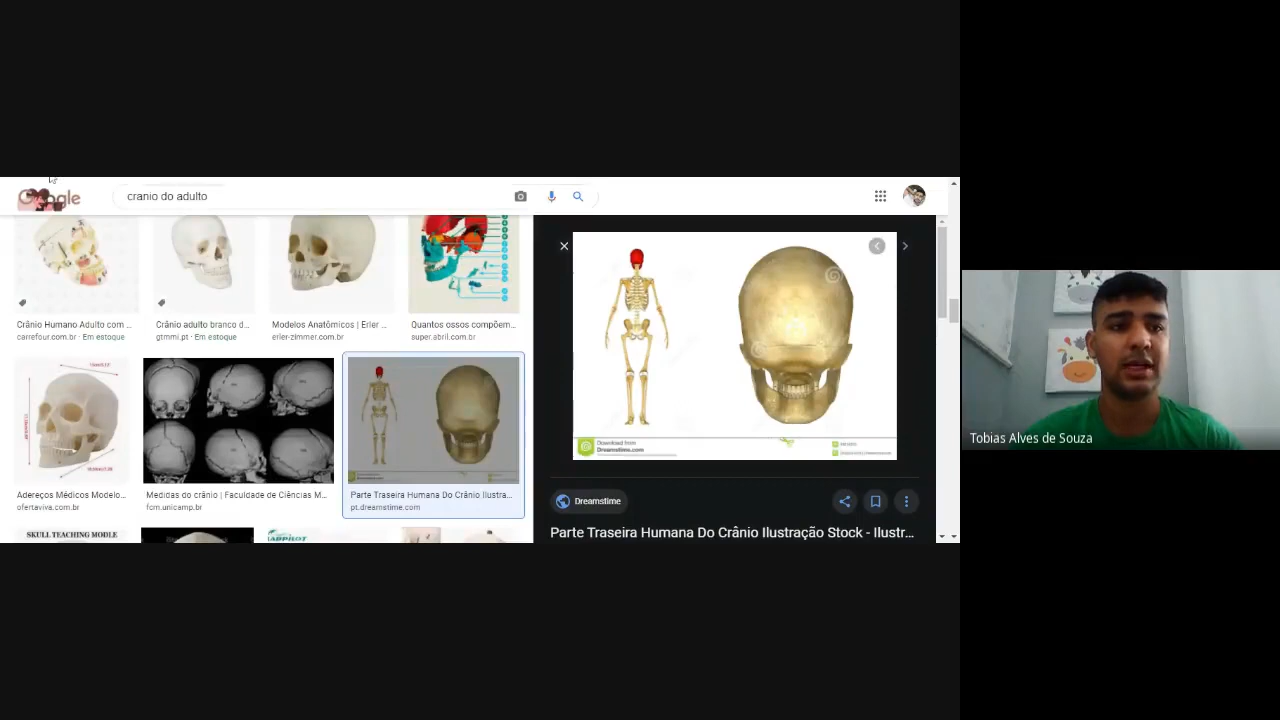 Google
cranio do adulto
Crânio Humano Adulto com ...
carrefour.com.br · Em estoque
Crânio adulto branco d...
gtmmi.pt · Em estoque
Modelos Anatômicos | Erler ...
erler-zimmer.com.br
Quantos ossos compõem...
super.abril.com.br
Adereços Médicos Modelo...
ofertaviva.com.br
Medidas do crânio | Faculdade de Ciências M...
fcm.unicamp.br
Parte Traseira Humana Do Crânio Ilustra...
pt.dreamstime.com
SKULL TEACHING MODLE
Download from
Dreamstime.com
Dreamstime
Parte Traseira Humana Do Crânio Ilustração Stock - Ilustr...
Tobias Alves de Souza